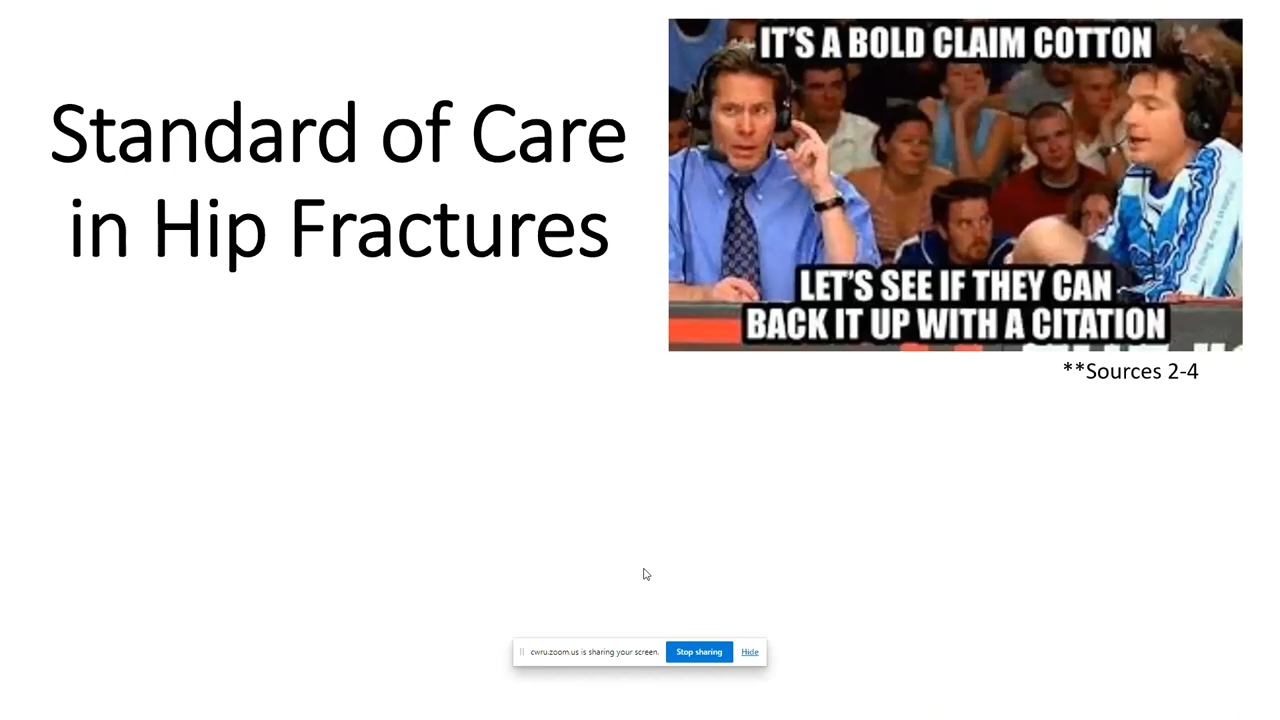 Standard of Care
in Hip Fractures
IT'S A BOLD CLAIM COTTON
LET'S SEE IF THEY CAN
BACK IT UP WITH A CITATION
**Sources 2-4
cwru.zoom.us is sharing your screen.
Stop sharing
Hide